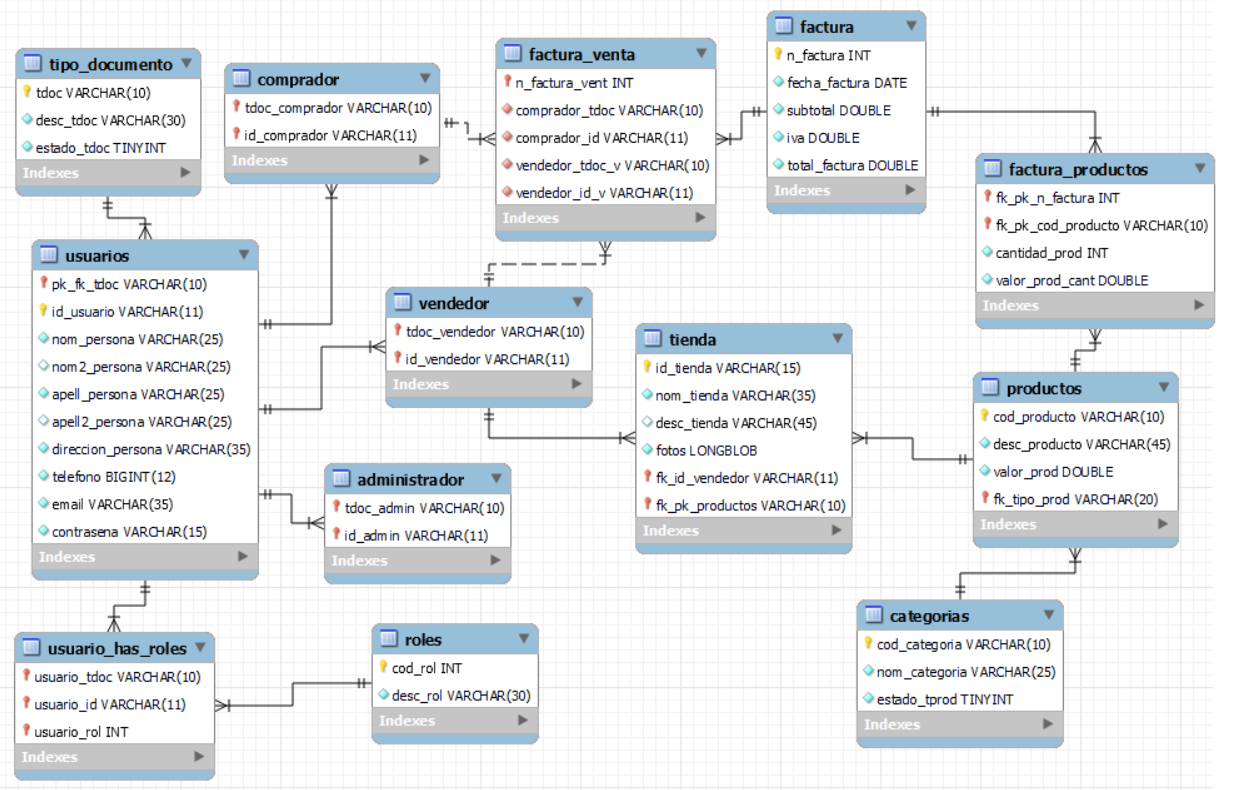 tipo_documento
tdoc VARCHAR(10)
desc_tdoc VARCHAR(30)
estado_tdoc TINYINT
Indexes
comprador
tdoc_comprador VARCHAR(10)
id_comprador VARCHAR(11)
Indexes
factura_venta
n_factura_vent INT
comprador_tdoc VARCHAR(10)
comprador_id VARCHAR(11)
vendedor_tdoc_v VARCHAR(10)
vendedor_id_v VARCHAR(11)
Indexes
factura
n_factura INT
fecha_factura DATE
subtotal DOUBLE
iva DOUBLE
total_factura DOUBLE
Indexes
factura_productos
fk_pk_n_factura INT
fk_pk_cod_producto VARCHAR(10)
cantidad_prod INT
valor_prod_cant DOUBLE
Indexes
usuarios
pk_fk_tdoc VARCHAR(10)
id_usuario VARCHAR(11)
nom_persona VARCHAR(25)
nom2_persona VARCHAR(25)
apell_persona VARCHAR(25)
apell2_persona VARCHAR(25)
direccion_persona VARCHAR(35)
telefono BIGINT(12)
email VARCHAR(35)
contrasena VARCHAR(15)
Indexes
vendedor
tdoc_vendedor VARCHAR(10)
id_vendedor VARCHAR(11)
Indexes
tienda
id_tienda VARCHAR(15)
nom_tienda VARCHAR(35)
desc_tienda VARCHAR(45)
fotos LONGBLOB
fk_id_vendedor VARCHAR(11)
fk_pk_productos VARCHAR(10)
Indexes
productos
cod_producto VARCHAR(10)
desc_producto VARCHAR(45)
valor_prod DOUBLE
fk_tipo_prod VARCHAR(20)
Indexes
administrador
tdoc_admin VARCHAR(10)
id_admin VARCHAR(11)
Indexes
usuario_has_roles
usuario_tdoc VARCHAR(10)
usuario_id VARCHAR(11)
usuario_rol INT
Indexes
roles
cod_rol INT
desc_rol VARCHAR(30)
Indexes
categorias
cod_categoria VARCHAR(10)
nom_categoria VARCHAR(25)
estado_tprod TINYINT
Indexes